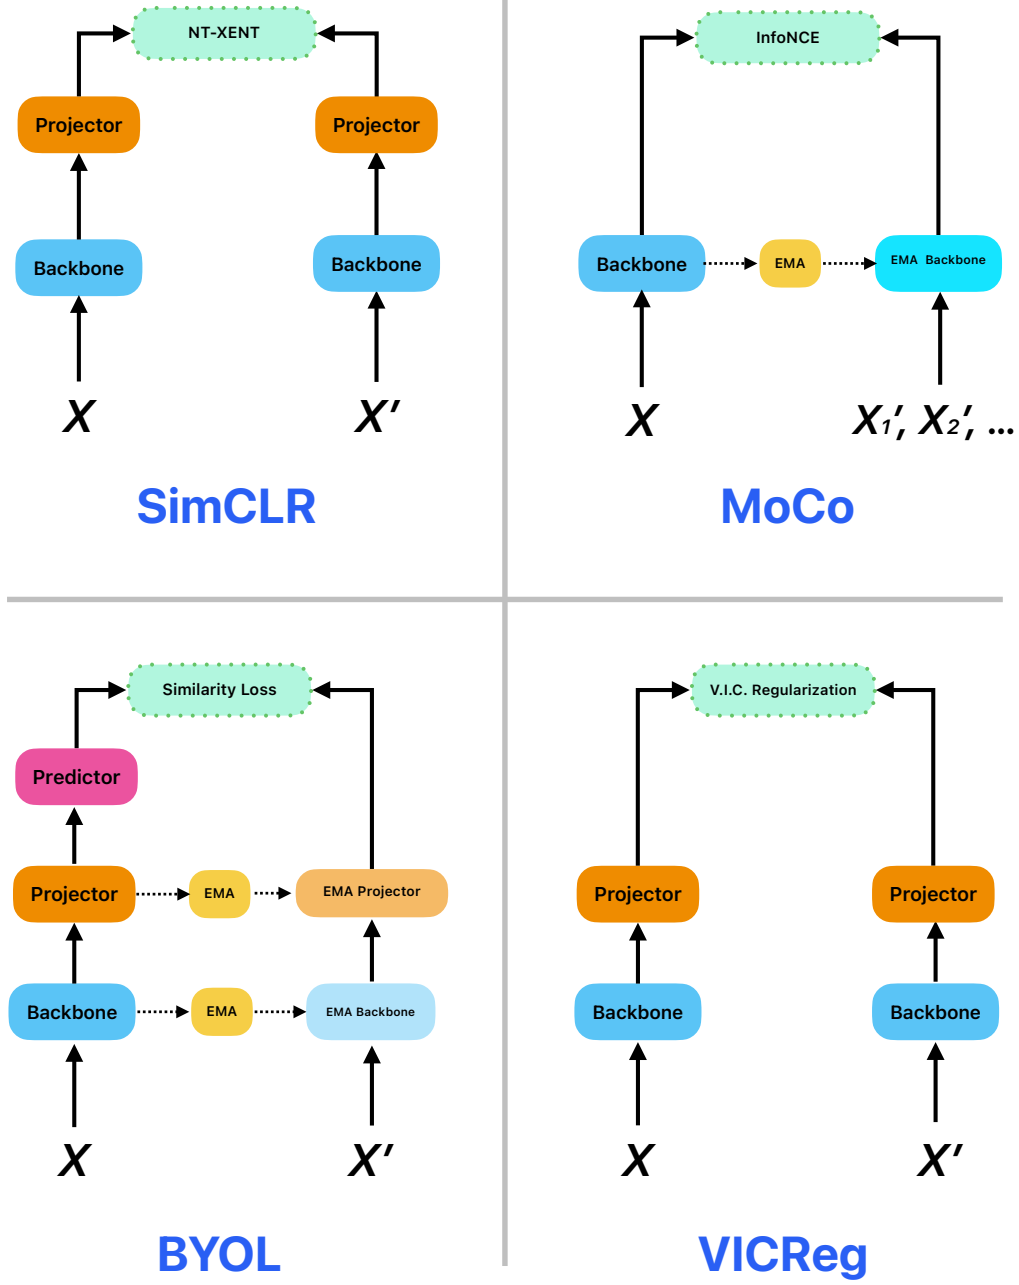 NT-XENT
Projector
Projector
Backbone
Backbone
X
X′
SimCLR
InfoNCE
Backbone
EMA
EMA Backbone
X
X₁′, X₂′, ...
MoCo
Similarity Loss
Predictor
Projector
EMA
EMA Projector
Backbone
EMA
EMA Backbone
X
X′
BYOL
V.I.C. Regularization
Projector
Projector
Backbone
Backbone
X
X′
VICReg